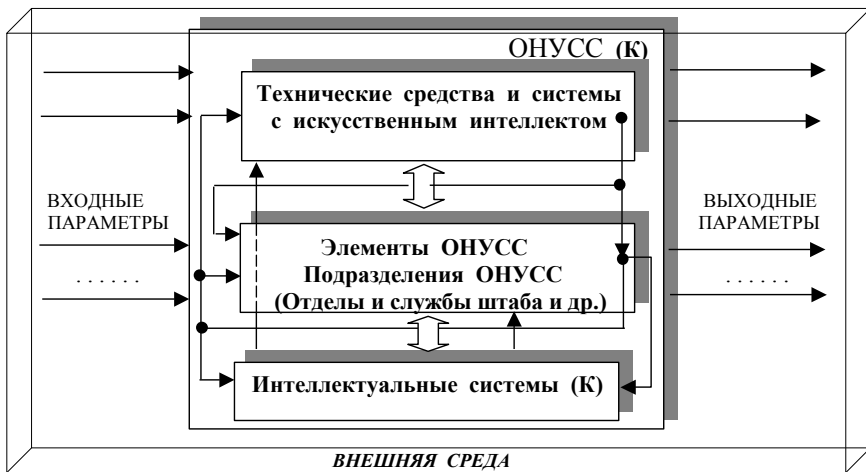 ОНУСС (К)
Технические средства и системы
с искусственным интеллектом
ВХОДНЫЕ
ПАРАМЕТРЫ
. . . . . .
Элементы ОНУСС
Подразделения ОНУСС
(Отделы и службы штаба и др.)
ВЫХОДНЫЕ
ПАРАМЕТРЫ
. . . . . .
Интеллектуальные системы (К)
ВНЕШНЯЯ СРЕДА